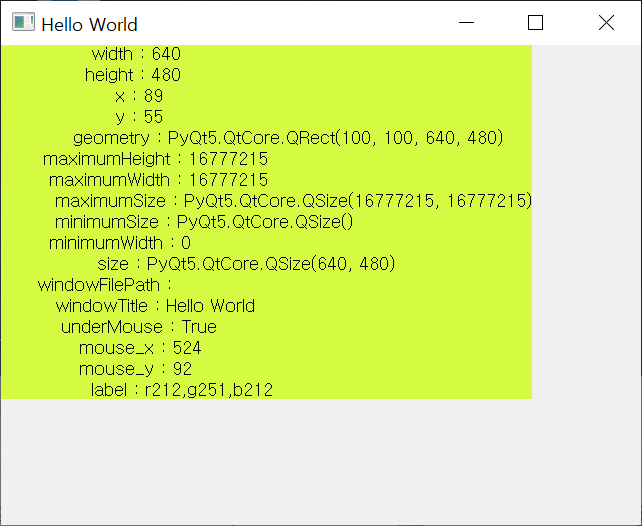 Hello World
width : 640
height : 480
x : 89
y : 55
geometry : PyQt5.QtCore.QRect(100, 100, 640, 480)
maximumHeight : 16777215
maximumWidth : 16777215
maximumSize : PyQt5.QtCore.QSize(16777215, 16777215)
minimumSize : PyQt5.QtCore.QSize()
minimumWidth : 0
size : PyQt5.QtCore.QSize(640, 480)
windowFilePath :
windowTitle : Hello World
underMouse : True
mouse_x : 524
mouse_y : 92
label : r212,g251,b212